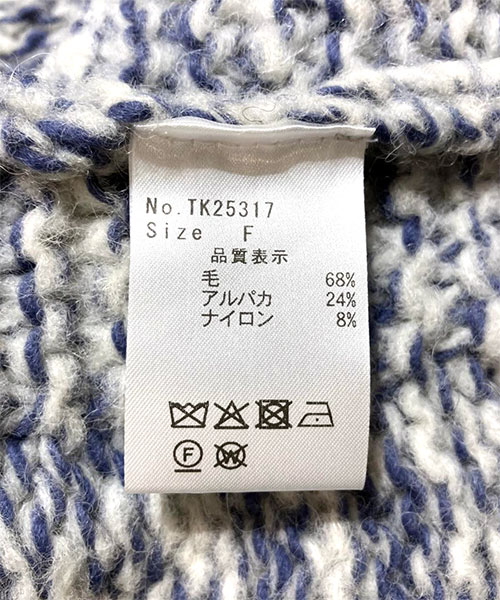 No.TK25317
Size F
品質表示
毛 68%
アルパカ 24%
ナイロン 8%
Ⓕ Ⓦ